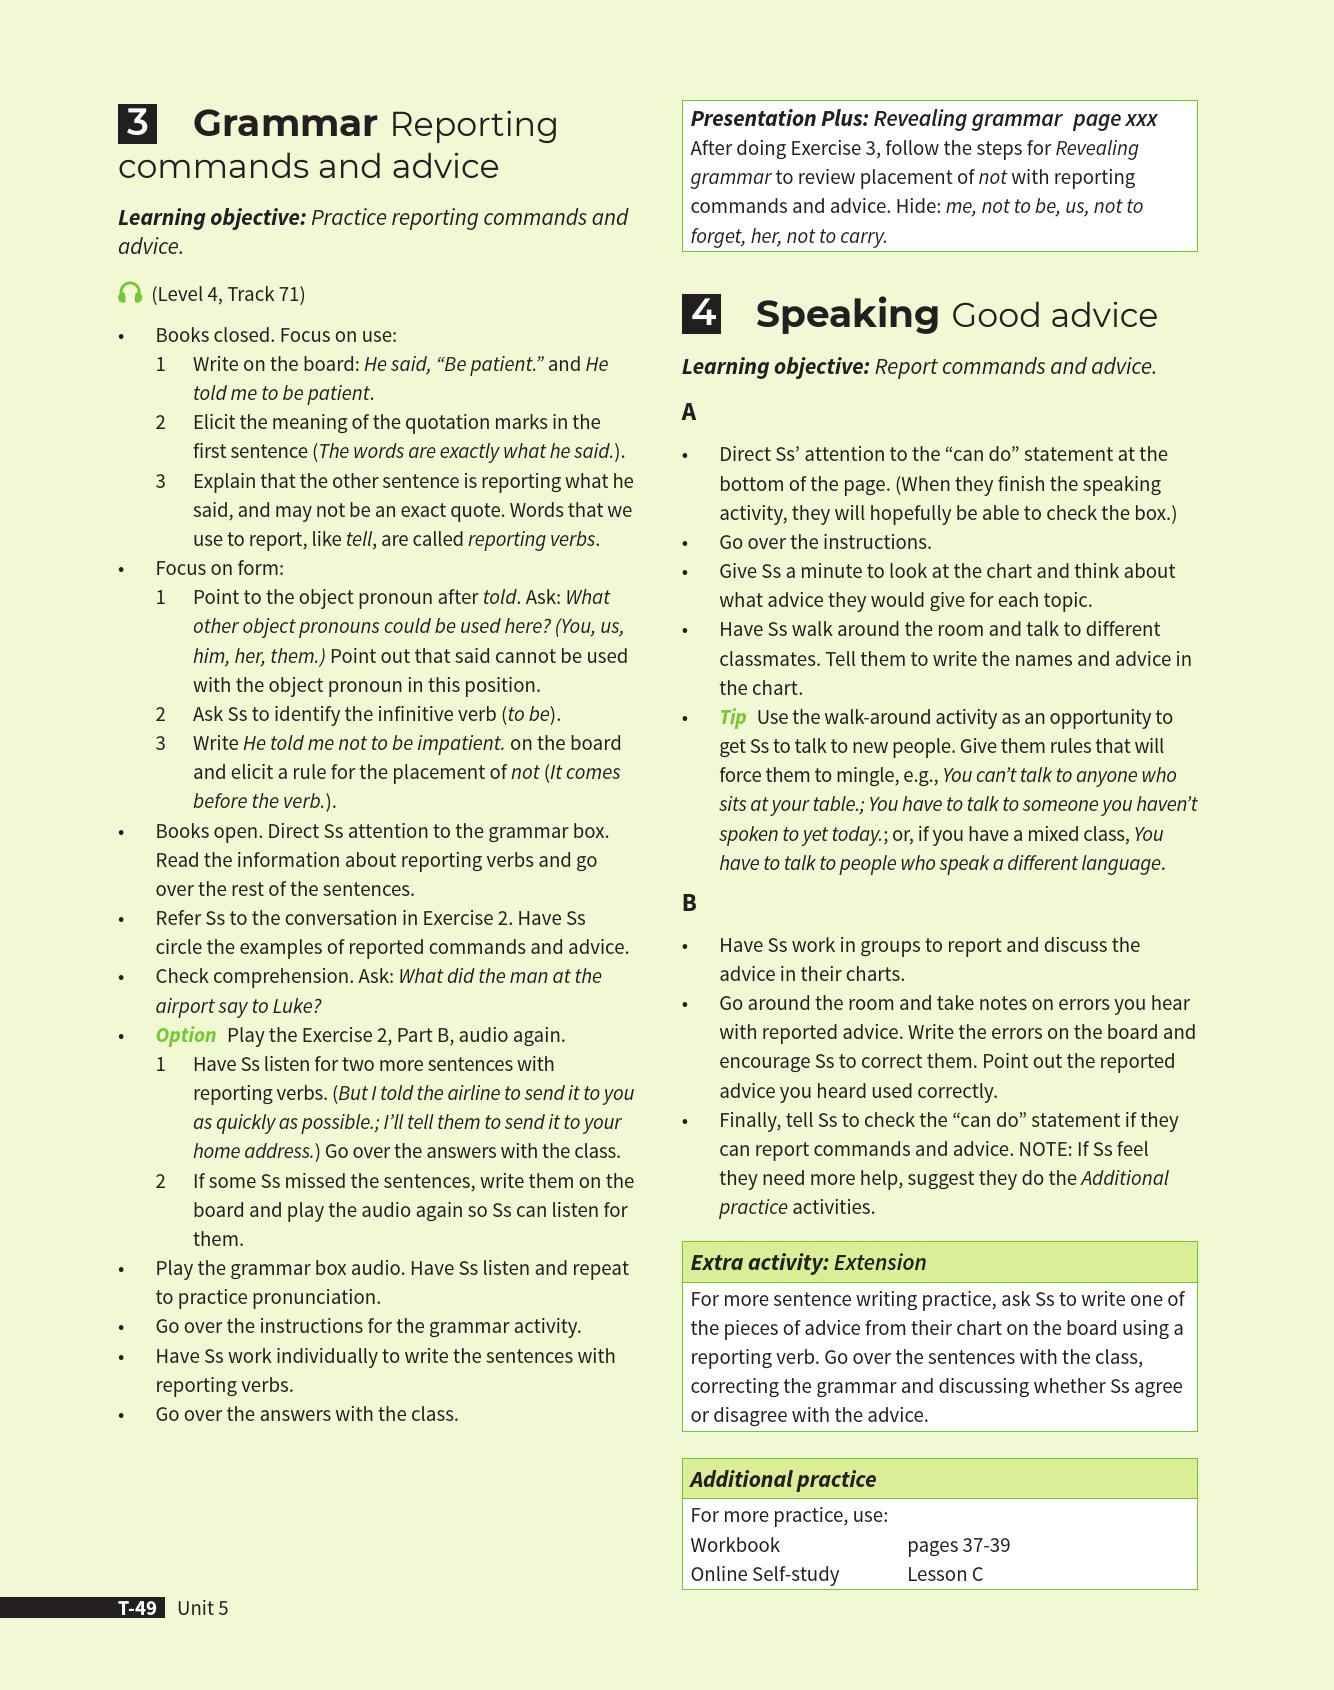 3 Grammar Reporting
commands and advice
Learning objective: Practice reporting commands and
advice.
(Level 4, Track 71)
• Books closed. Focus on use:
1 Write on the board: He said, “Be patient.” and He
told me to be patient.
2 Elicit the meaning of the quotation marks in the
first sentence (The words are exactly what he said.).
3 Explain that the other sentence is reporting what he
said, and may not be an exact quote. Words that we
use to report, like tell, are called reporting verbs.
• Focus on form:
1 Point to the object pronoun after told. Ask: What
other object pronouns could be used here? (You, us,
him, her, them.) Point out that said cannot be used
with the object pronoun in this position.
2 Ask Ss to identify the infinitive verb (to be).
3 Write He told me not to be impatient. on the board
and elicit a rule for the placement of not (It comes
before the verb.).
• Books open. Direct Ss attention to the grammar box.
Read the information about reporting verbs and go
over the rest of the sentences.
• Refer Ss to the conversation in Exercise 2. Have Ss
circle the examples of reported commands and advice.
• Check comprehension. Ask: What did the man at the
airport say to Luke?
• Option Play the Exercise 2, Part B, audio again.
1 Have Ss listen for two more sentences with
reporting verbs. (But I told the airline to send it to you
as quickly as possible.; I’ll tell them to send it to your
home address.) Go over the answers with the class.
2 If some Ss missed the sentences, write them on the
board and play the audio again so Ss can listen for
them.
• Play the grammar box audio. Have Ss listen and repeat
to practice pronunciation.
• Go over the instructions for the grammar activity.
• Have Ss work individually to write the sentences with
reporting verbs.
• Go over the answers with the class.
Presentation Plus: Revealing grammar page xxx
After doing Exercise 3, follow the steps for Revealing
grammar to review placement of not with reporting
commands and advice. Hide: me, not to be, us, not to
forget, her, not to carry.
4 Speaking Good advice
Learning objective: Report commands and advice.
A
• Direct Ss’ attention to the “can do” statement at the
bottom of the page. (When they finish the speaking
activity, they will hopefully be able to check the box.)
• Go over the instructions.
• Give Ss a minute to look at the chart and think about
what advice they would give for each topic.
• Have Ss walk around the room and talk to different
classmates. Tell them to write the names and advice in
the chart.
• Tip Use the walk-around activity as an opportunity to
get Ss to talk to new people. Give them rules that will
force them to mingle, e.g., You can’t talk to anyone who
sits at your table.; You have to talk to someone you haven’t
spoken to yet today.; or, if you have a mixed class, You
have to talk to people who speak a different language.
B
• Have Ss work in groups to report and discuss the
advice in their charts.
• Go around the room and take notes on errors you hear
with reported advice. Write the errors on the board and
encourage Ss to correct them. Point out the reported
advice you heard used correctly.
• Finally, tell Ss to check the “can do” statement if they
can report commands and advice. NOTE: If Ss feel
they need more help, suggest they do the Additional
practice activities.
Extra activity: Extension
For more sentence writing practice, ask Ss to write one of
the pieces of advice from their chart on the board using a
reporting verb. Go over the sentences with the class,
correcting the grammar and discussing whether Ss agree
or disagree with the advice.
Additional practice
For more practice, use:
Workbook pages 37-39
Online Self-study Lesson C
T-49 Unit 5